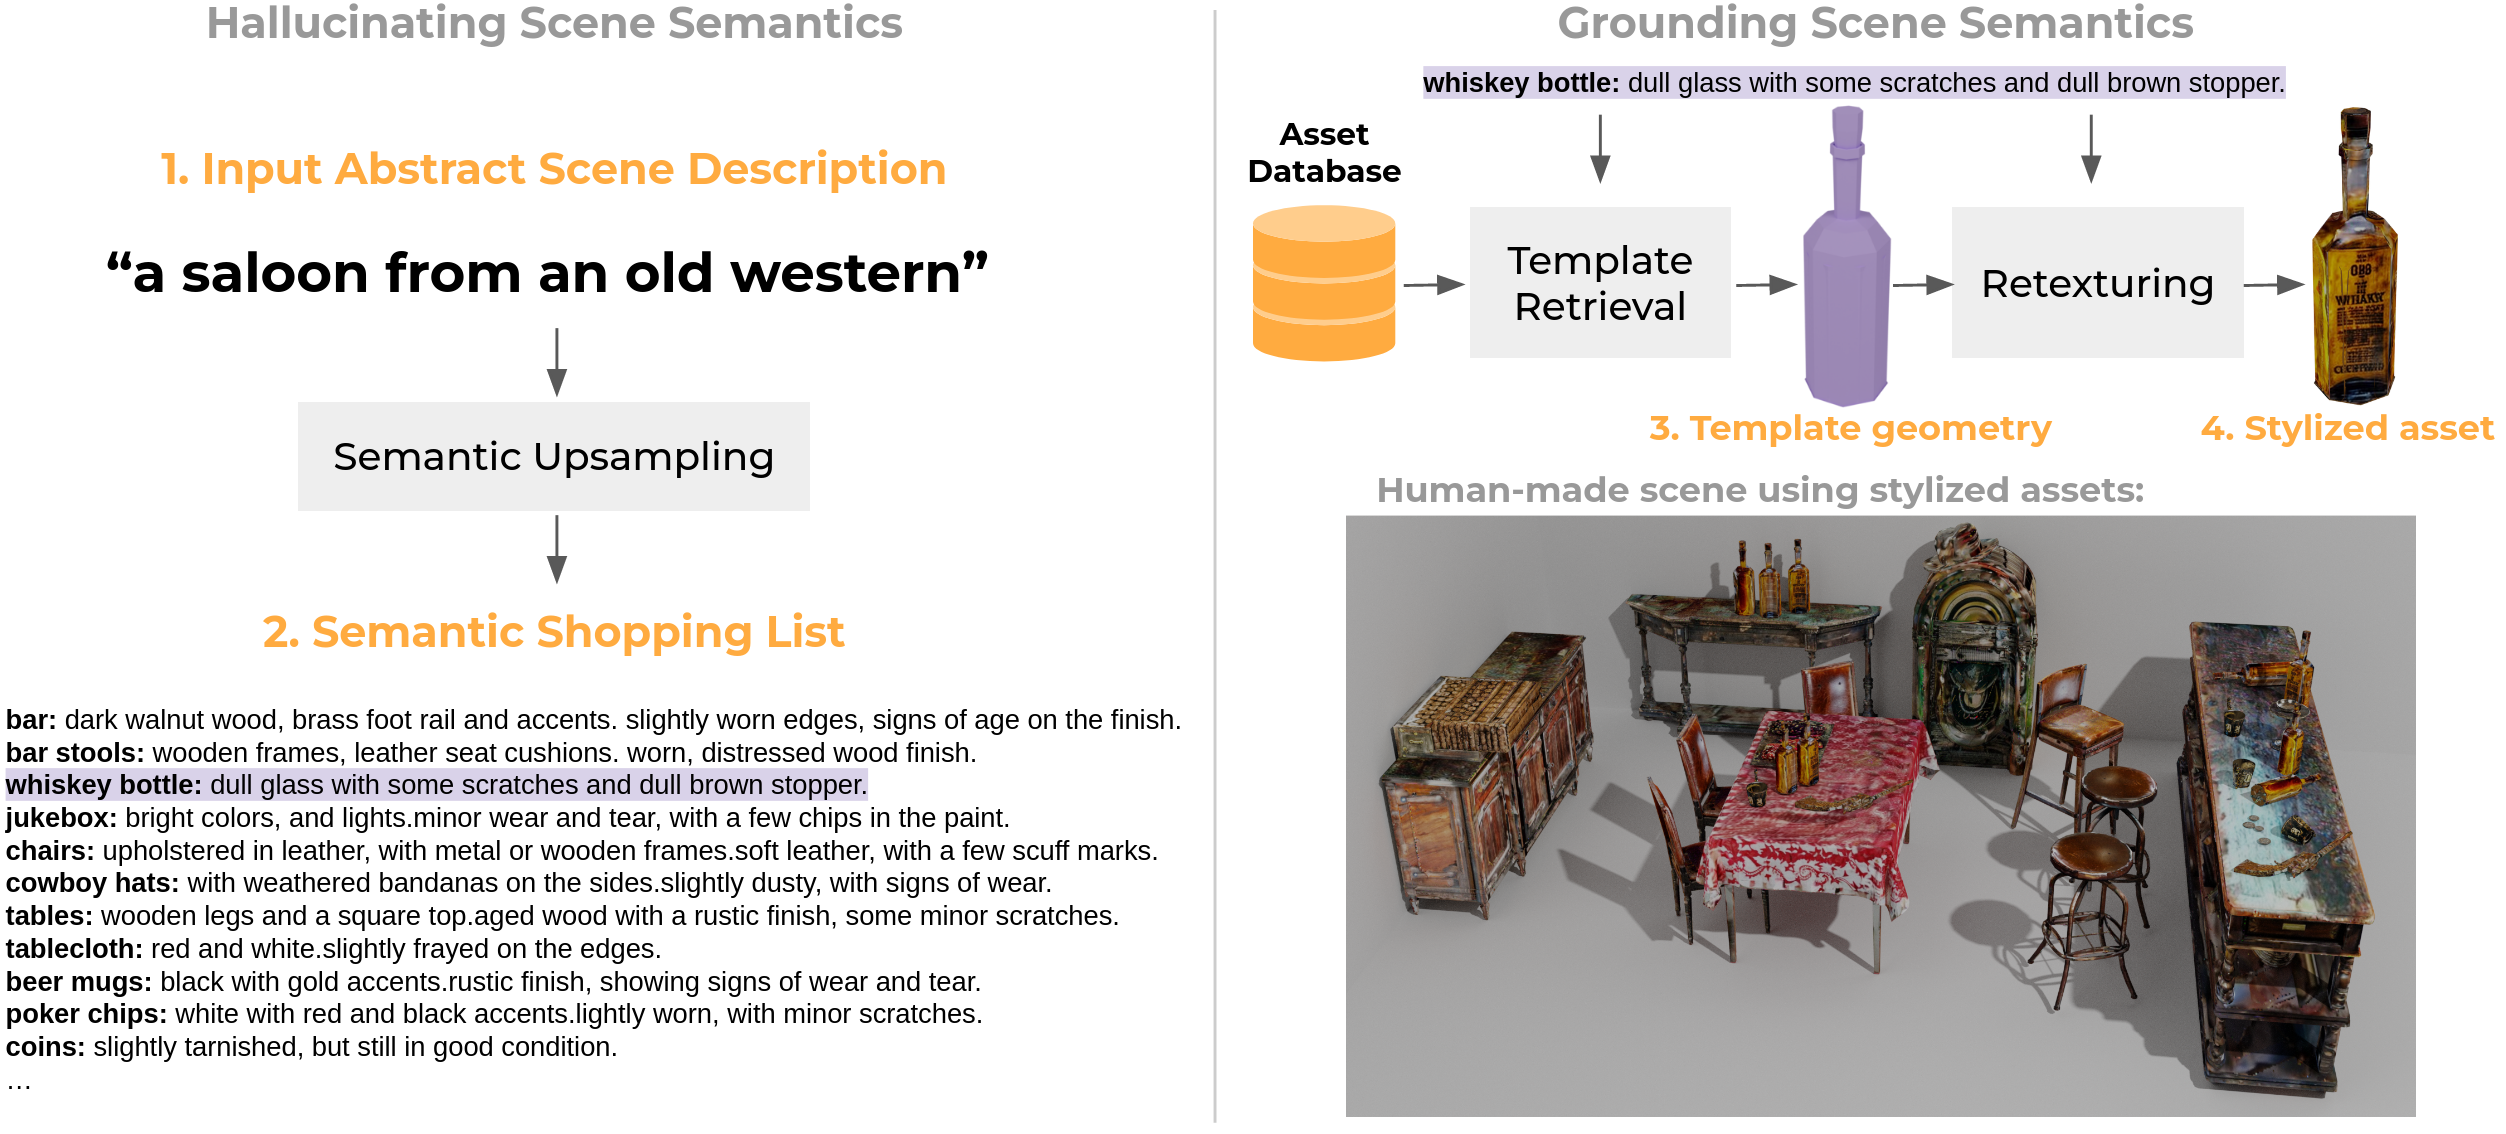 Hallucinating Scene Semantics
1. Input Abstract Scene Description
“a saloon from an old western”
Semantic Upsampling
2. Semantic Shopping List
bar: dark walnut wood, brass foot rail and accents. slightly worn edges, signs of age on the finish.
bar stools: wooden frames, leather seat cushions. worn, distressed wood finish.
whiskey bottle: dull glass with some scratches and dull brown stopper.
jukebox: bright colors, and lights.minor wear and tear, with a few chips in the paint.
chairs: upholstered in leather, with metal or wooden frames.soft leather, with a few scuff marks.
cowboy hats: with weathered bandanas on the sides.slightly dusty, with signs of wear.
tables: wooden legs and a square top.aged wood with a rustic finish, some minor scratches.
tablecloth: red and white.slightly frayed on the edges.
beer mugs: black with gold accents.rustic finish, showing signs of wear and tear.
poker chips: white with red and black accents.lightly worn, with minor scratches.
coins: slightly tarnished, but still in good condition.
…
Grounding Scene Semantics
whiskey bottle: dull glass with some scratches and dull brown stopper.
Asset
Database
Template
Retrieval
Retexturing
3. Template geometry
4. Stylized asset
Human-made scene using stylized assets: